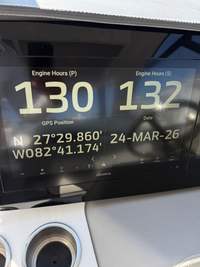 Engine Hours (P) Engine Hours (S)
130 132
GPS Position Date
N 27°29.860' 24-MAR-26
W082°41.174'